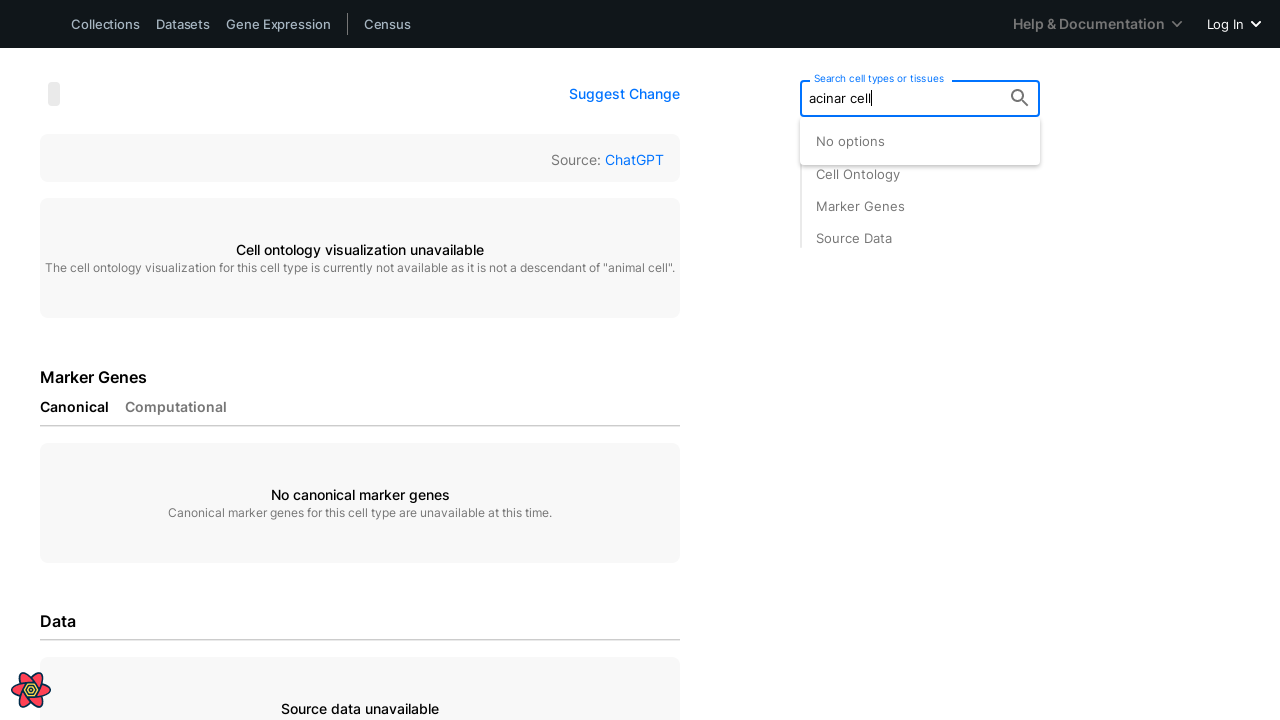 Collections Datasets Gene Expression Census Help & Documentation Log In
Suggest Change
Source: ChatGPT
Cell ontology visualization unavailable
The cell ontology visualization for this cell type is currently not available as it is not a descendant of "animal cell".
Marker Genes
Canonical Computational
No canonical marker genes
Canonical marker genes for this cell type are unavailable at this time.
Data
Source data unavailable
Search cell types or tissues
acinar cell
No options
Cell Ontology
Marker Genes
Source Data